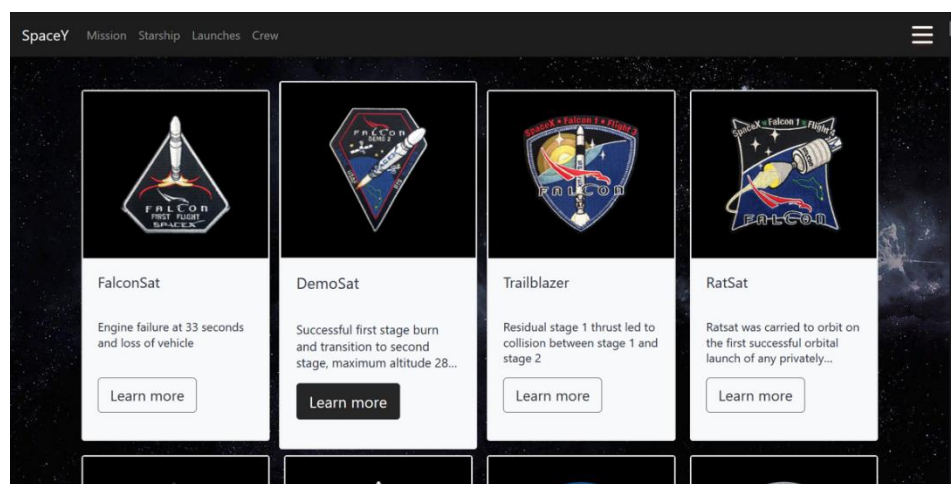 SpaceY Mission Starship Launches Crew
FALCON
FIRST FLIGHT
SPACEX
FalconSat
Engine failure at 33 seconds
and loss of vehicle
Learn more
FALCON
DEMO 2
DemoSat
Successful first stage burn
and transition to second
stage, maximum altitude 28...
Learn more
SpaceX • Falcon 1 • Flight 3
FALCON
Trailblazer
Residual stage 1 thrust led to
collision between stage 1 and
stage 2
Learn more
SpaceX • Falcon 1 • Flight 4
FALCON
RatSat
Ratsat was carried to orbit on
the first successful orbital
launch of any privately...
Learn more